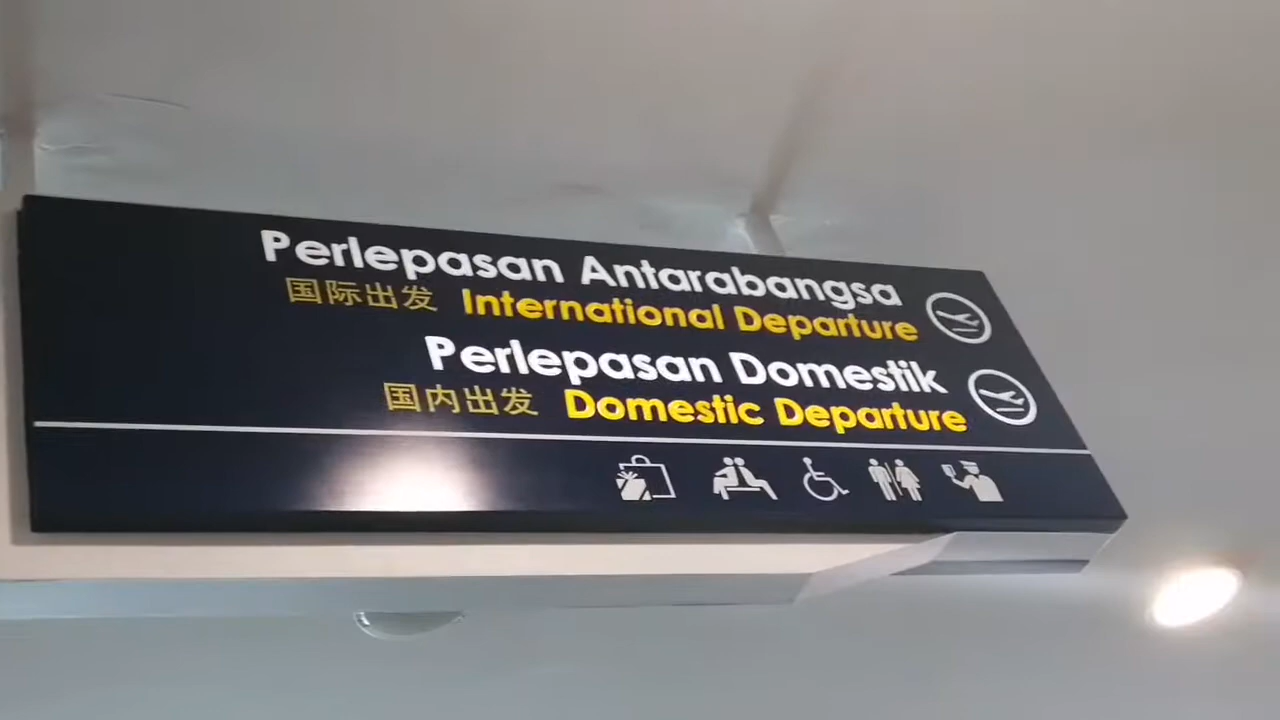 Perlepasan Antarabangsa
国际出发 International Departure
Perlepasan Domestik
国内出发 Domestic Departure